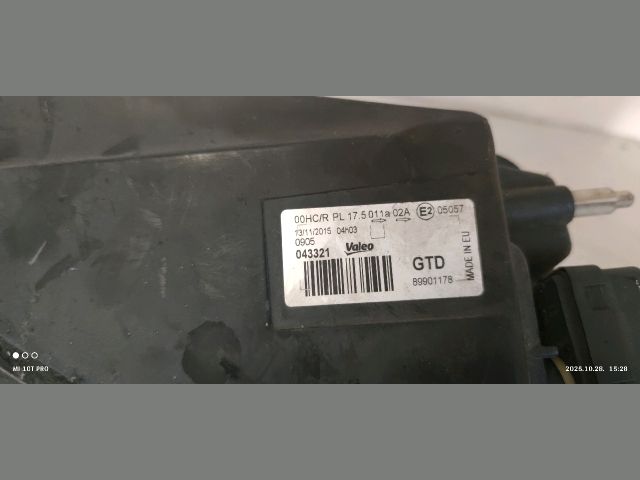 00HC/R PL 17.5 011a 02A E2 05057
13/11/2015 04h03
0905
043321 Valeo
GTD
89901178
MADE IN EU
MI 10T PRO
2025.10.28. 15:28